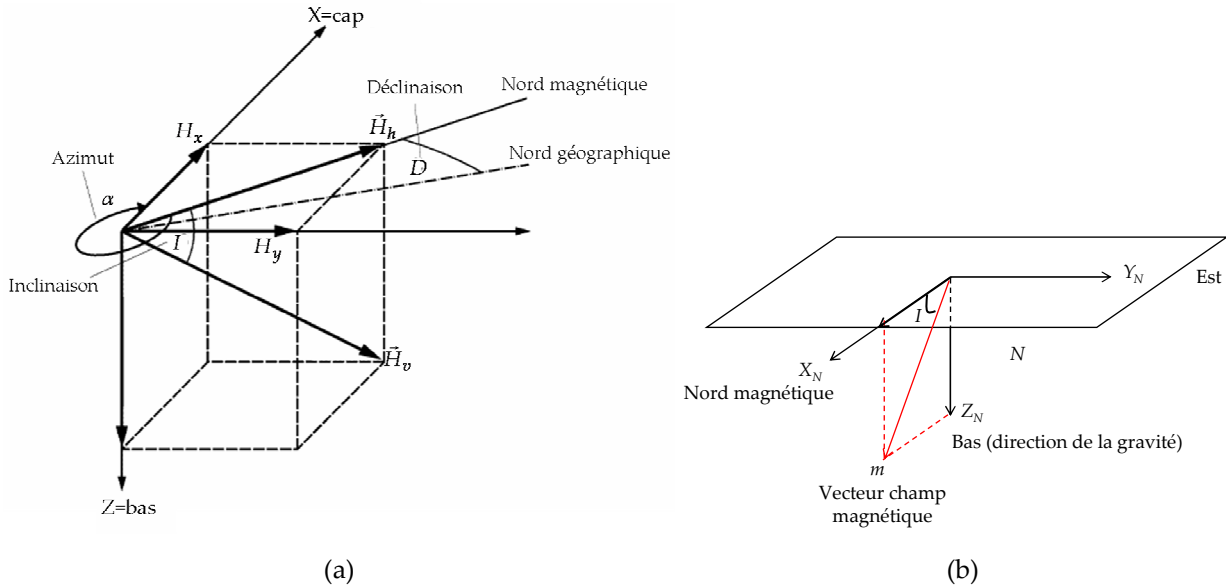 X=cap
Déclinaison
Nord magnétique
H_x
H⃗_h
Nord géographique
Azimut
D
α
I
H_y
Inclinaison
H⃗_v
Z=bas
(a)
Y_N
Est
I
N
X_N
Nord magnétique
Z_N
Bas (direction de la gravité)
m
Vecteur champ
magnétique
(b)